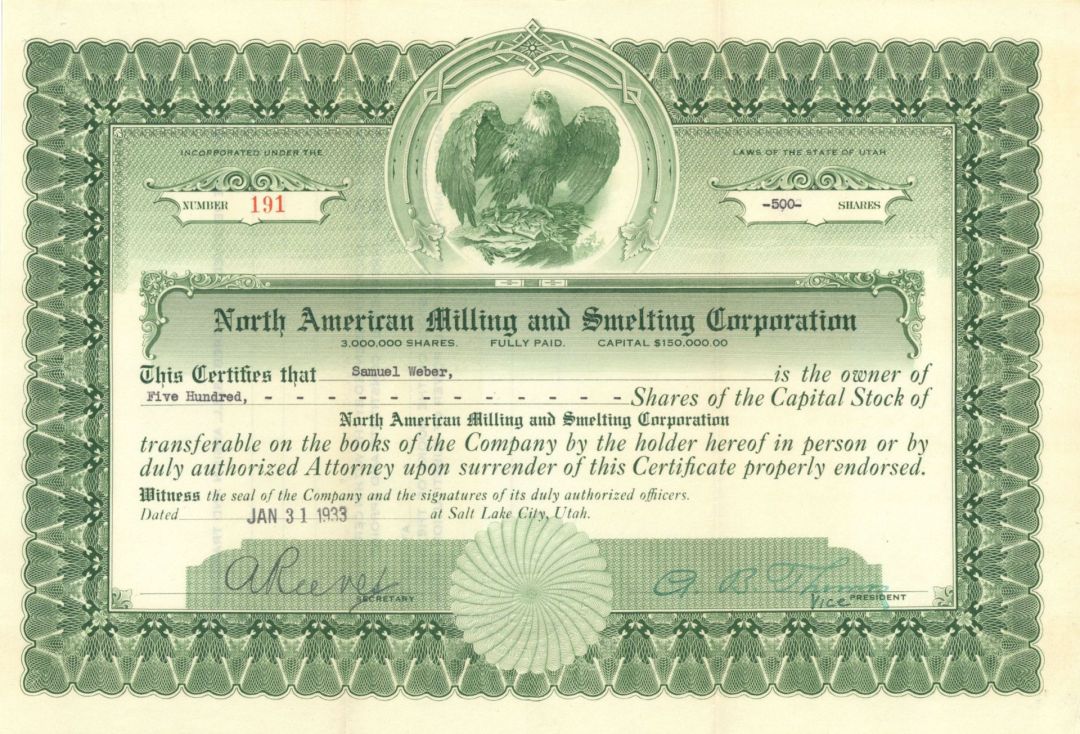 INCORPORATED UNDER THE
LAWS OF THE STATE OF UTAH
NUMBER 191
-500- SHARES
North American Milling and Smelting Corporation
3,000,000 SHARES. FULLY PAID. CAPITAL $150,000.00
This Certifies that Samuel Weber, is the owner of
Five Hundred, - - - - - - - - - - - - Shares of the Capital Stock of
North American Milling and Smelting Corporation
transferable on the books of the Company by the holder hereof in person or by
duly authorized Attorney upon surrender of this Certificate properly endorsed.
Witness the seal of the Company and the signatures of its duly authorized officers.
Dated JAN 31 1933 at Salt Lake City, Utah.
SECRETARY
Vice PRESIDENT